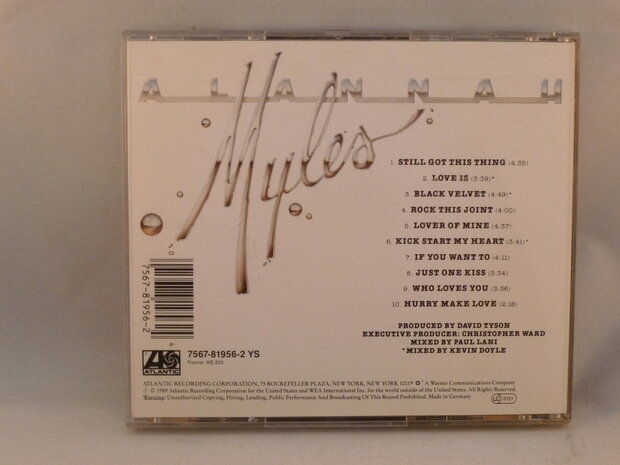 ALANNAH
Myles
1. STILL GOT THIS THING (4:35)
2. LOVE IS (3:39)*
3. BLACK VELVET (4:49)*
4. ROCK THIS JOINT (4:00)
5. LOVER OF MINE (4:37)
6. KICK START MY HEART (3:41)*
7. IF YOU WANT TO (4:11)
8. JUST ONE KISS (3:34)
9. WHO LOVES YOU (3:36)
10. HURRY MAKE LOVE (2:18)
PRODUCED BY DAVID TYSON
EXECUTIVE PRODUCER: CHRISTOPHER WARD
MIXED BY PAUL LANI
*MIXED BY KEVIN DOYLE
7567-81956-2
ATLANTIC
7567-81956-2 YS
France: WE 833
ATLANTIC RECORDING CORPORATION, 75 ROCKEFELLER PLAZA, NEW YORK, NEW YORK 10019 A Warner Communications Company
℗ © 1989 Atlantic Recording Corporation for the United States and WEA International Inc. for the world outside of the United States. All Rights Reserved.
Warning: Unauthorized Copying, Hiring, Lending, Public Performance And Broadcasting Of This Record Prohibited. Made in Germany
LC 0121